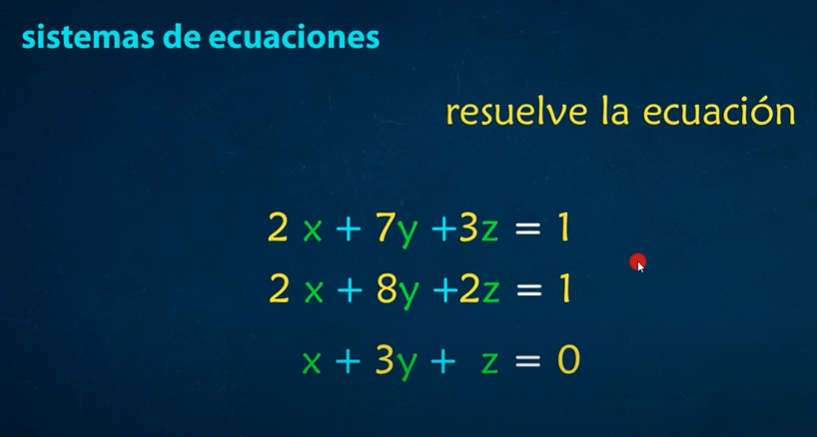 sistemas de ecuaciones
resuelve la ecuación
2 x + 7y +3z = 1
2 x + 8y +2z = 1
x + 3y + z = 0